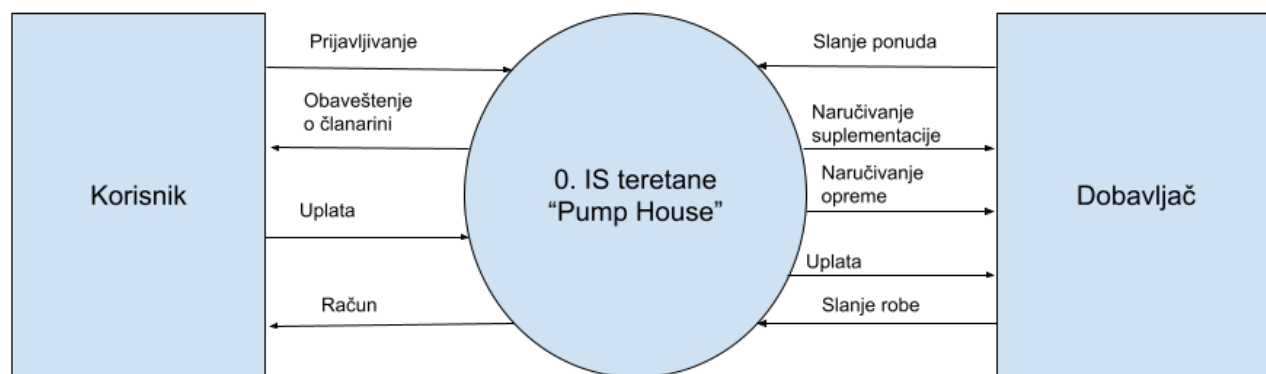 Prijavljivanje
Obaveštenje
o članarini
Uplata
Račun
Korisnik
0. IS teretane
“Pump House”
Slanje ponuda
Naručivanje
suplementacije
Naručivanje
opreme
Uplata
Slanje robe
Dobavljač